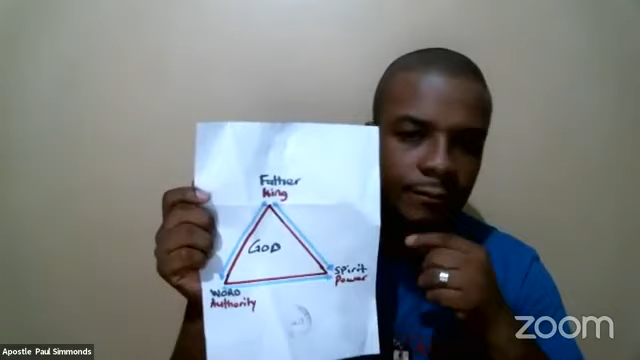 Father
King
GOD
Spirit
Power
WORD
Authority
Apostle Paul Simmonds
zoom